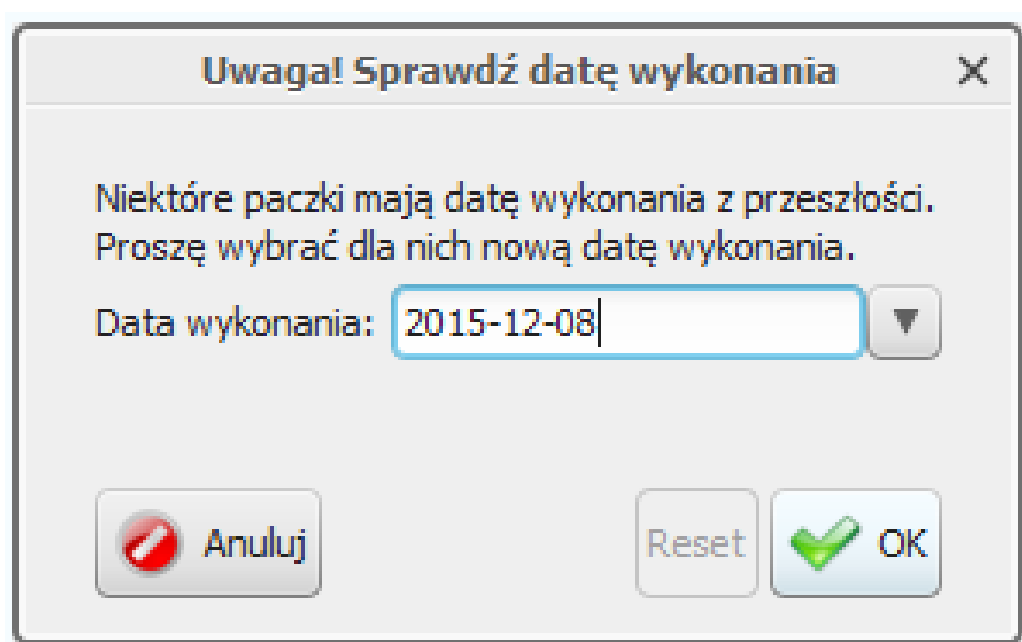 Uwaga! Sprawdź datę wykonania
Niektóre paczki mają datę wykonania z przeszłości.
Proszę wybrać dla nich nową datę wykonania.
Data wykonania: 2015-12-08
Anuluj Reset OK